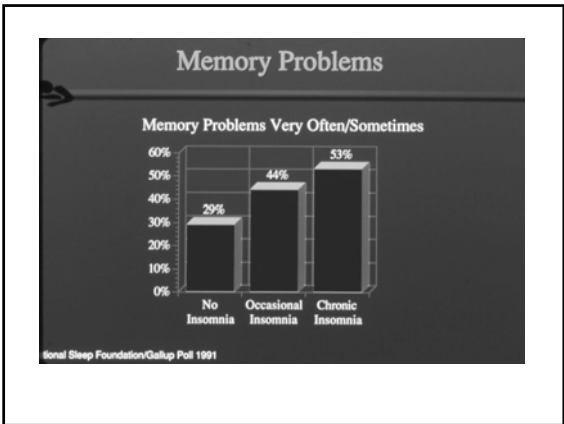 Memory Problems
Memory Problems Very Often/Sometimes
60%
50%
40%
30%
20%
10%
0%
29%
44%
53%
No Insomnia
Occasional Insomnia
Chronic Insomnia
tional Sleep Foundation/Gallup Poll 1991